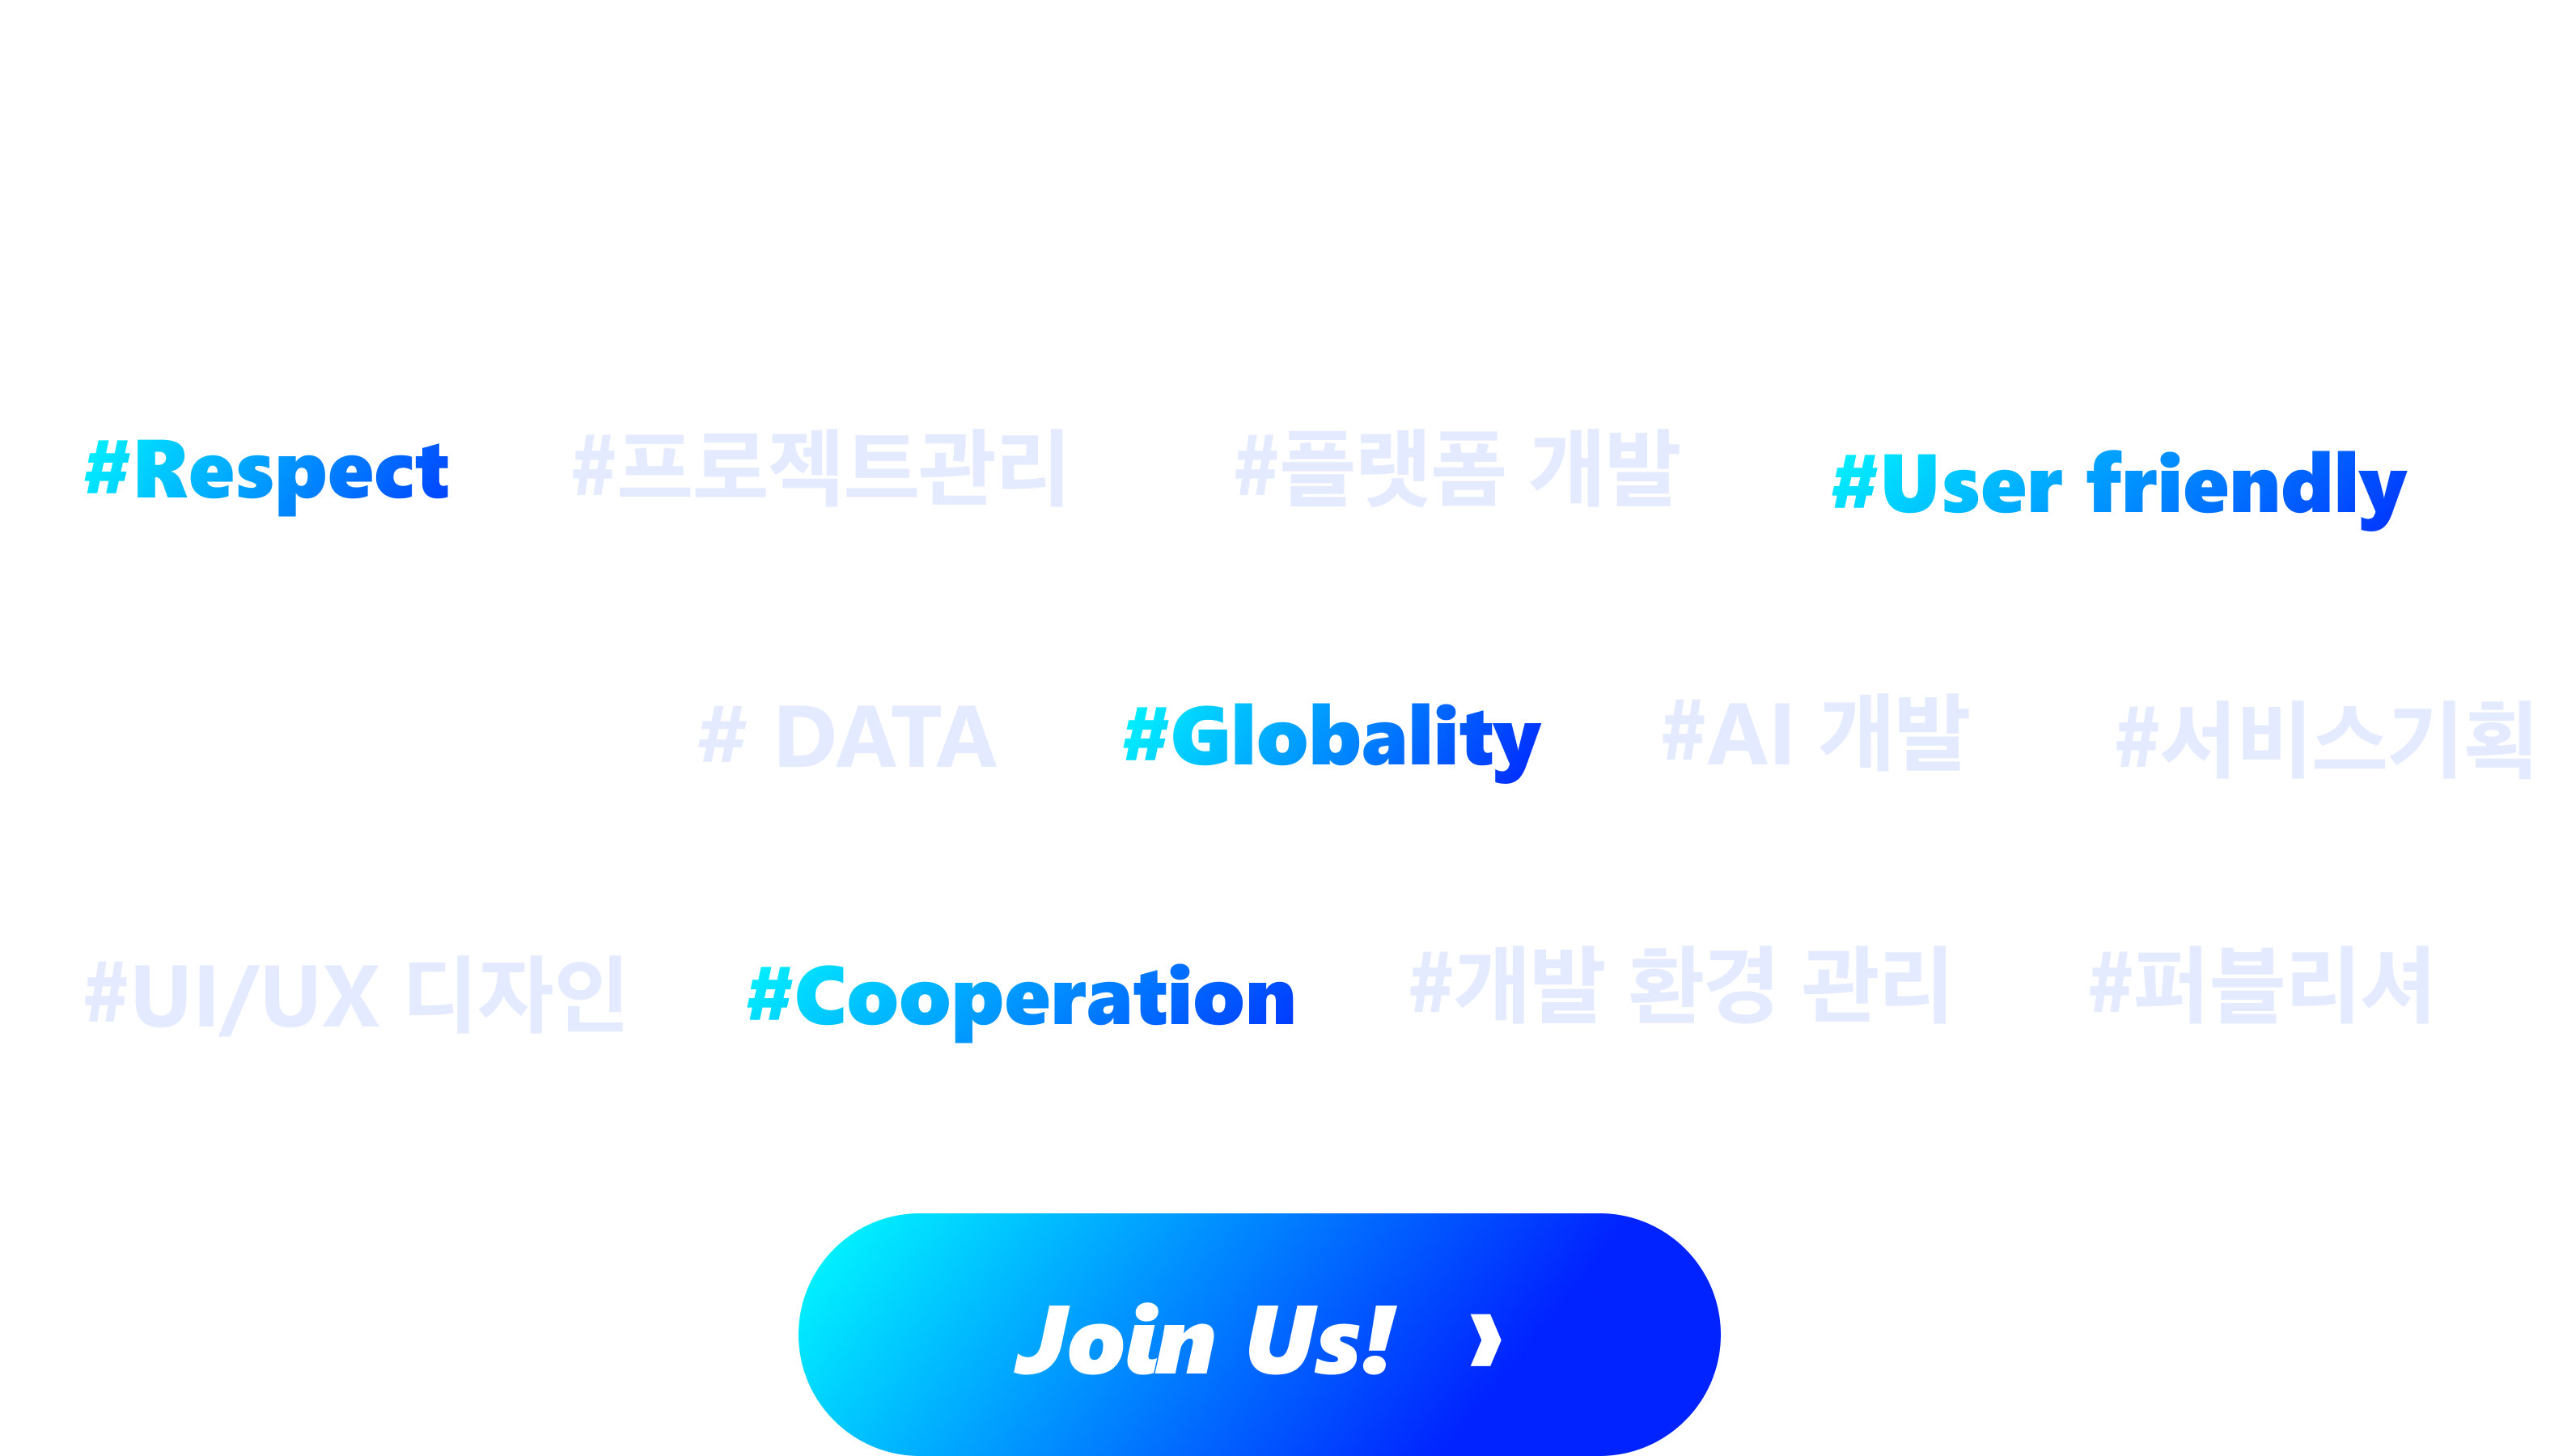 #Respect #프로젝트관리 #플랫폼 개발 #User friendly
# DATA #Globality #AI 개발 #서비스기획
#UI/UX 디자인 #Cooperation #개발 환경 관리 #퍼블리셔
Join Us! ❯